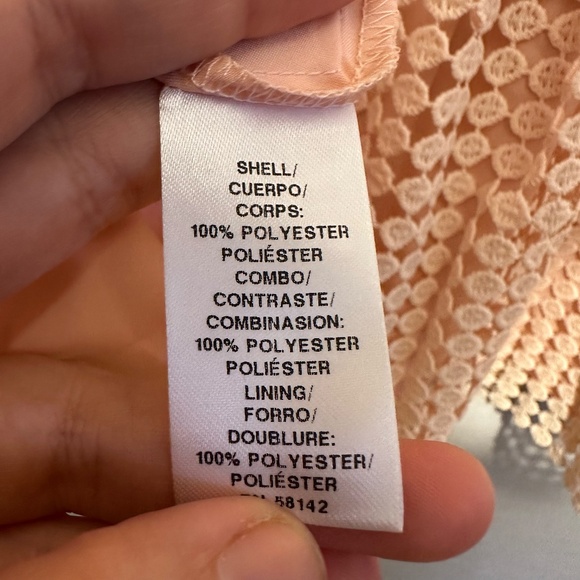 SHELL/
CUERPO/
CORPS:
100% POLYESTER
POLIÉSTER
COMBO/
CONTRASTE/
COMBINASION:
100% POLYESTER
POLIÉSTER
LINING/
FORRO/
DOUBLURE:
100% POLYESTER/
POLIÉSTER
58142